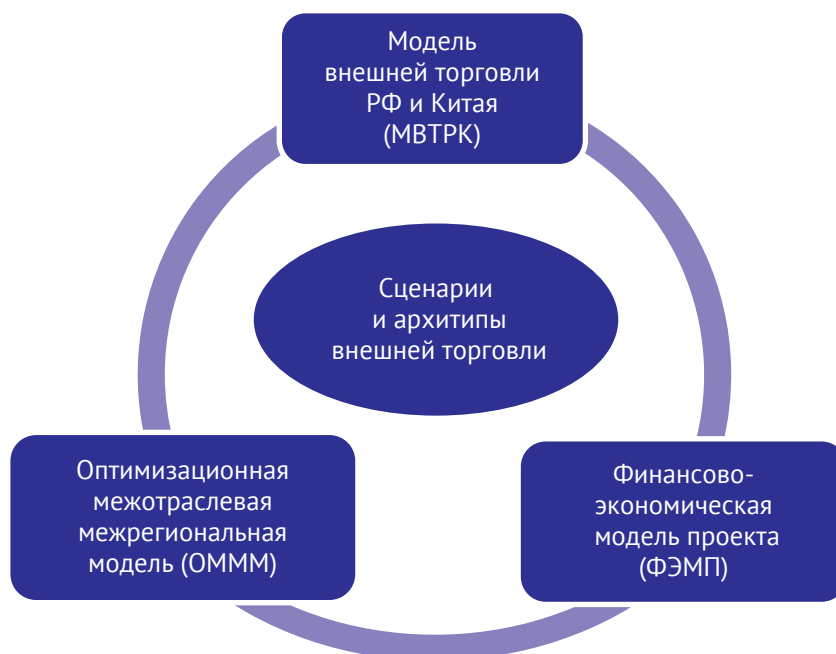 Модель
внешней торговли
РФ и Китая
(МВТРК)
Сценарии
и архитипы
внешней торговли
Оптимизационная
межотраслевая
межрегиональная
модель (ОМММ)
Финансово-
экономическая
модель проекта
(ФЭМП)